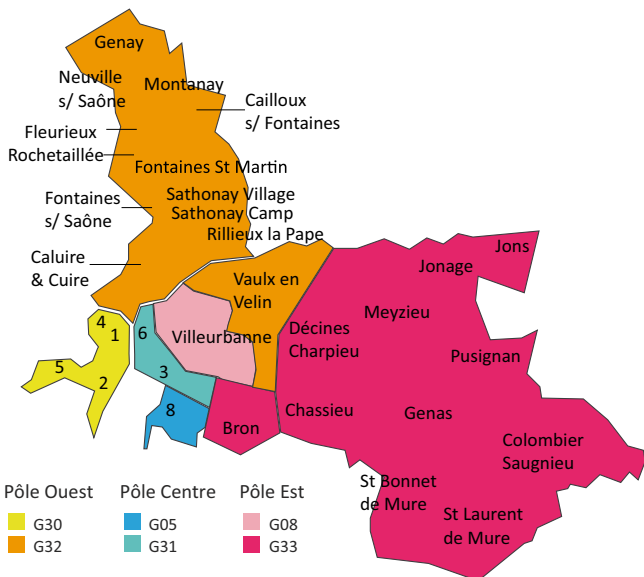 Genay
Neuville
s/ Saône
Montanay
Cailloux
s/ Fontaines
Fleurieux
Rochetaillée
Fontaines St Martin
Fontaines
s/ Saône
Sathonay Village
Sathonay Camp
Rillieux la Pape
Caluire
& Cuire
Vaulx en
Velin
Jons
Jonage
Meyzieu
Décines
Charpieu
Villeurbanne
Pusignan
4
1
6
5
2
3
8
Bron
Chassieu
Genas
Colombier
Saugnieu
St Bonnet
de Mure
St Laurent
de Mure
Pôle Ouest
G30
G32
Pôle Centre
G05
G31
Pôle Est
G08
G33